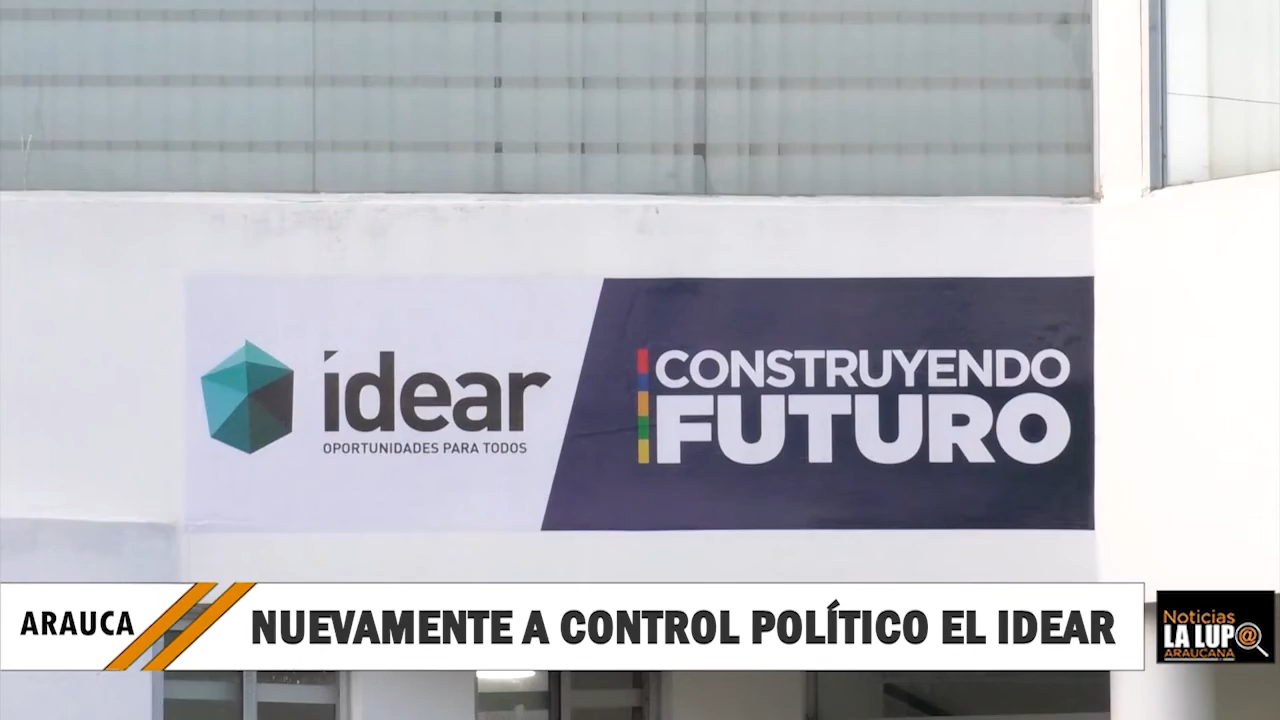 idear
OPORTUNIDADES PARA TODOS
CONSTRUYENDO
FUTURO
ARAUCA
NUEVAMENTE A CONTROL POLÍTICO EL IDEAR
Noticias
LA LUP@
ARAUCANA